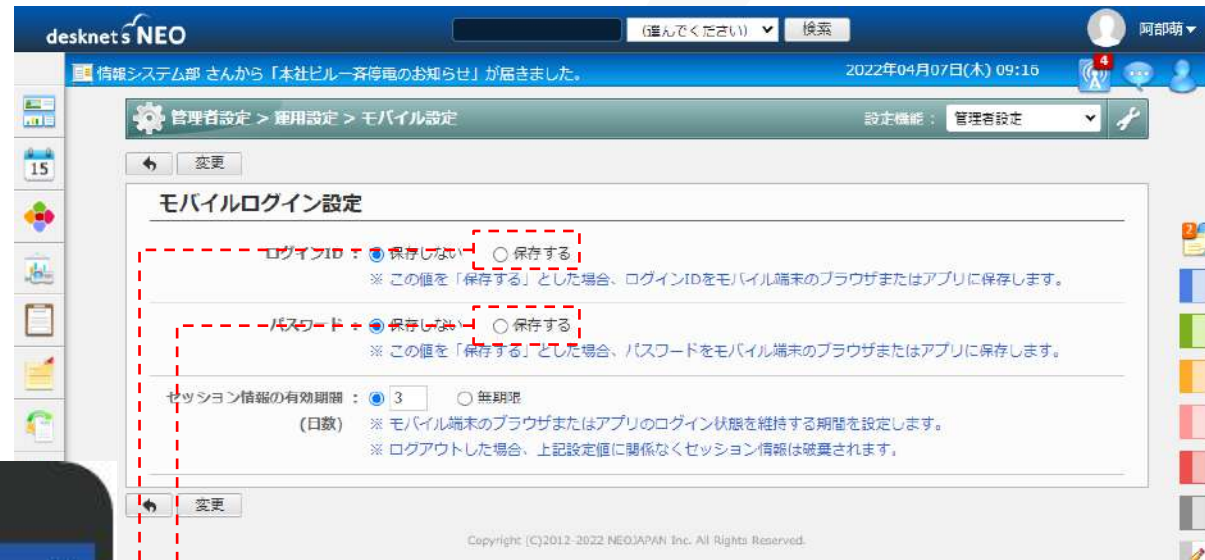 desknet's NEO
(選んでください)
検索
阿部萌
情報システム部 さんから「本社ビル一斉停電のお知らせ」が届きました。
2022年04月07日(木) 09:16
4
管理者設定 > 運用設定 > モバイル設定
設定機能：
管理者設定
変更
15
モバイルログイン設定
ログインID ： 保存しない 保存する
※ この値を「保存する」とした場合、ログインIDをモバイル端末のブラウザまたはアプリに保存します。
パスワード ： 保存しない 保存する
※ この値を「保存する」とした場合、パスワードをモバイル端末のブラウザまたはアプリに保存します。
セッション情報の有効期間 ： 3 無期限
(日数) ※ モバイル端末のブラウザまたはアプリのログイン状態を維持する期間を設定します。
※ ログアウトした場合、上記設定値に関係なくセッション情報は破棄されます。
2
変更
Copyright (C)2012-2022 NEOJAPAN Inc. All Rights Reserved.